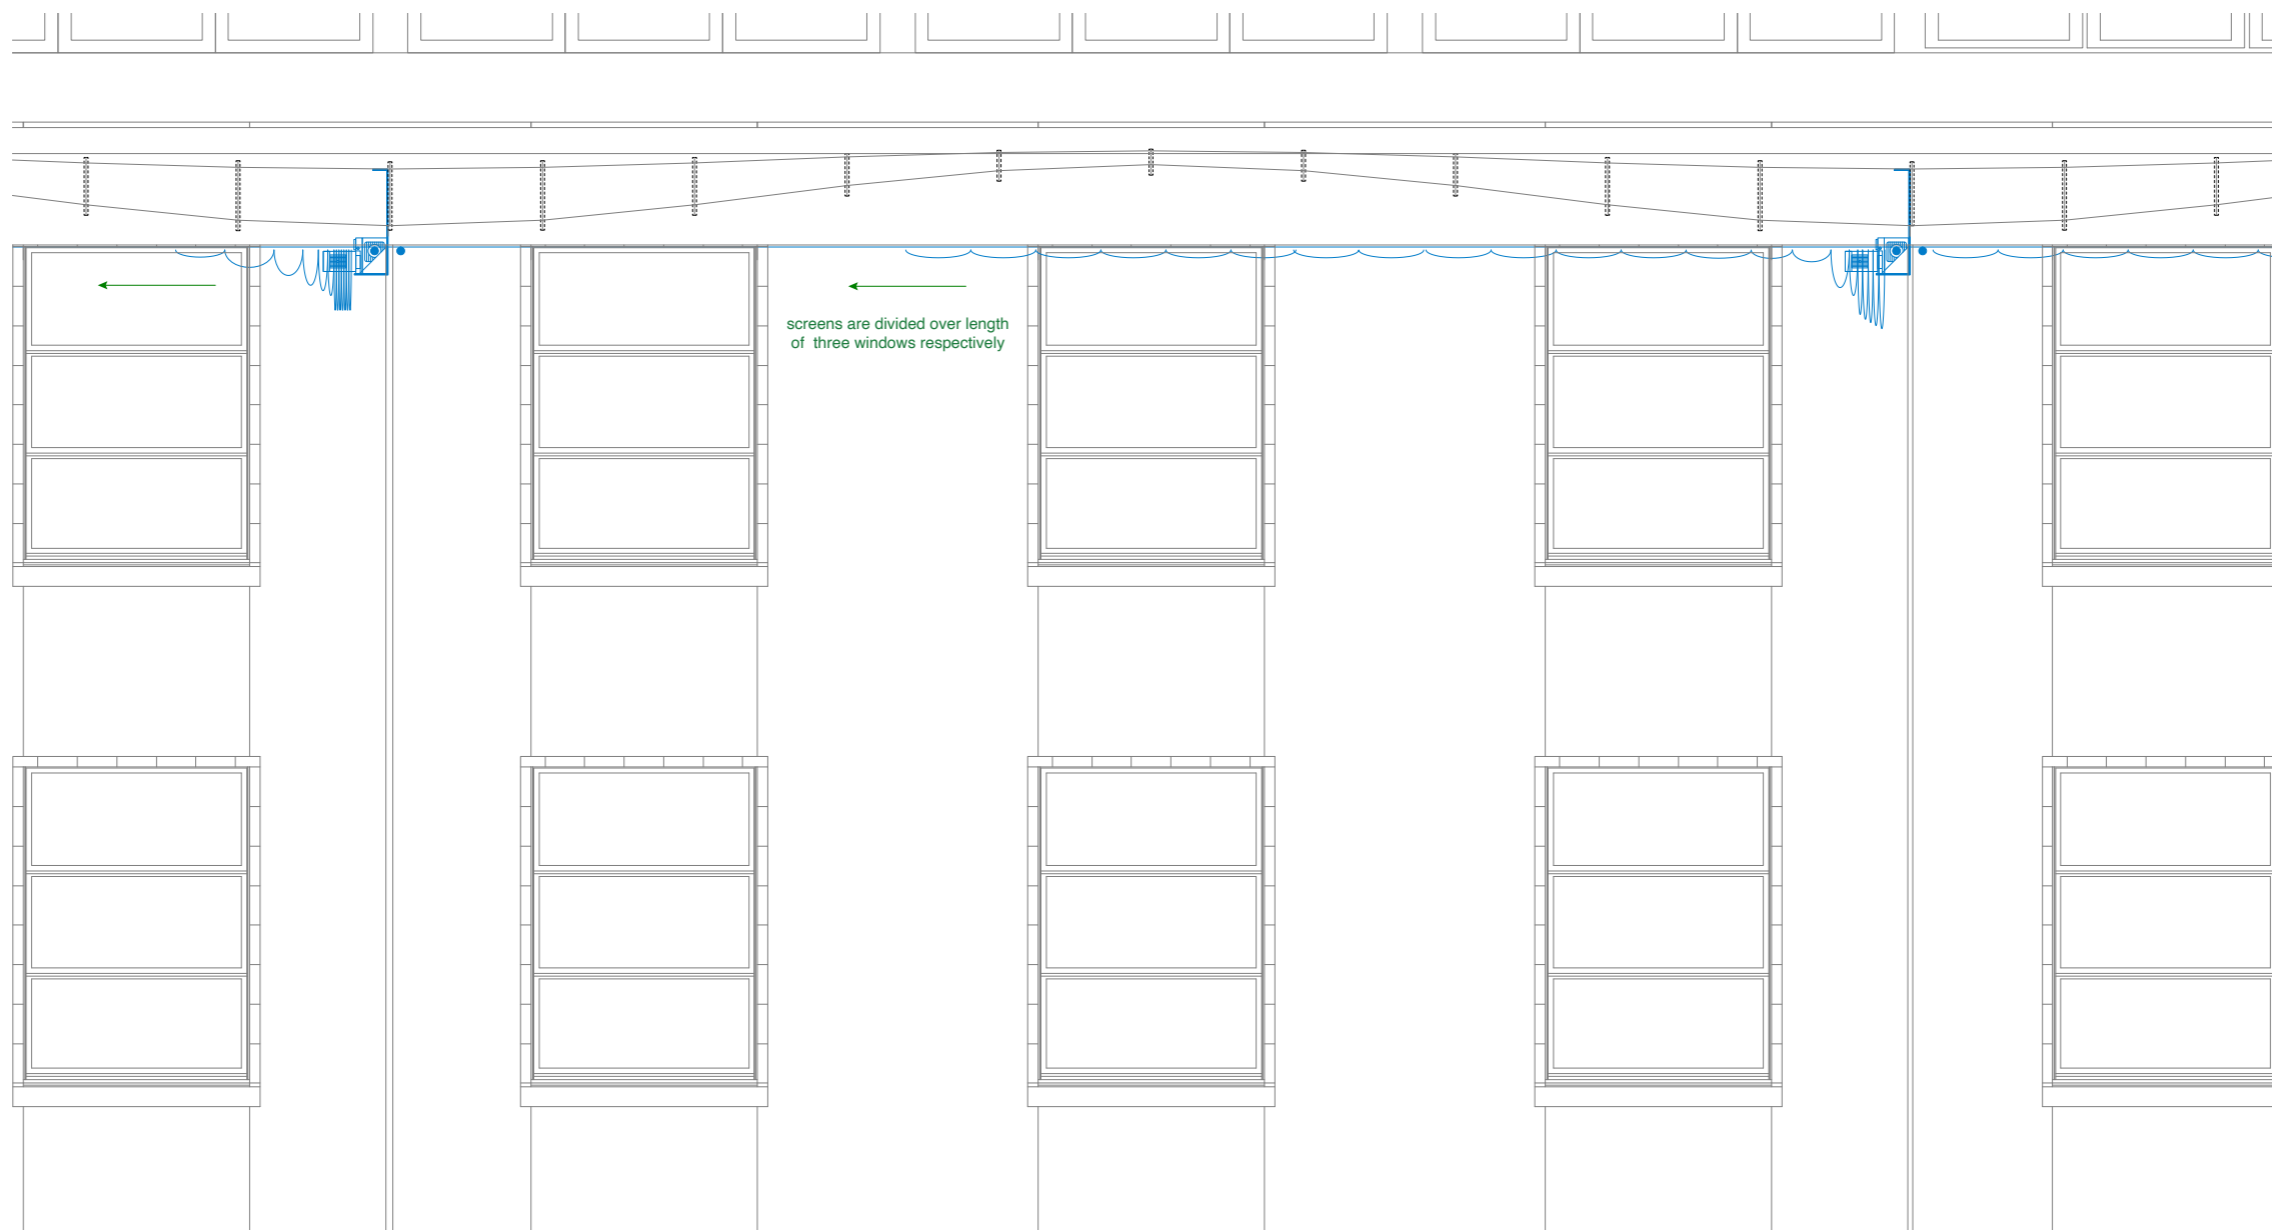 screens are divided over length
of  three windows respectively